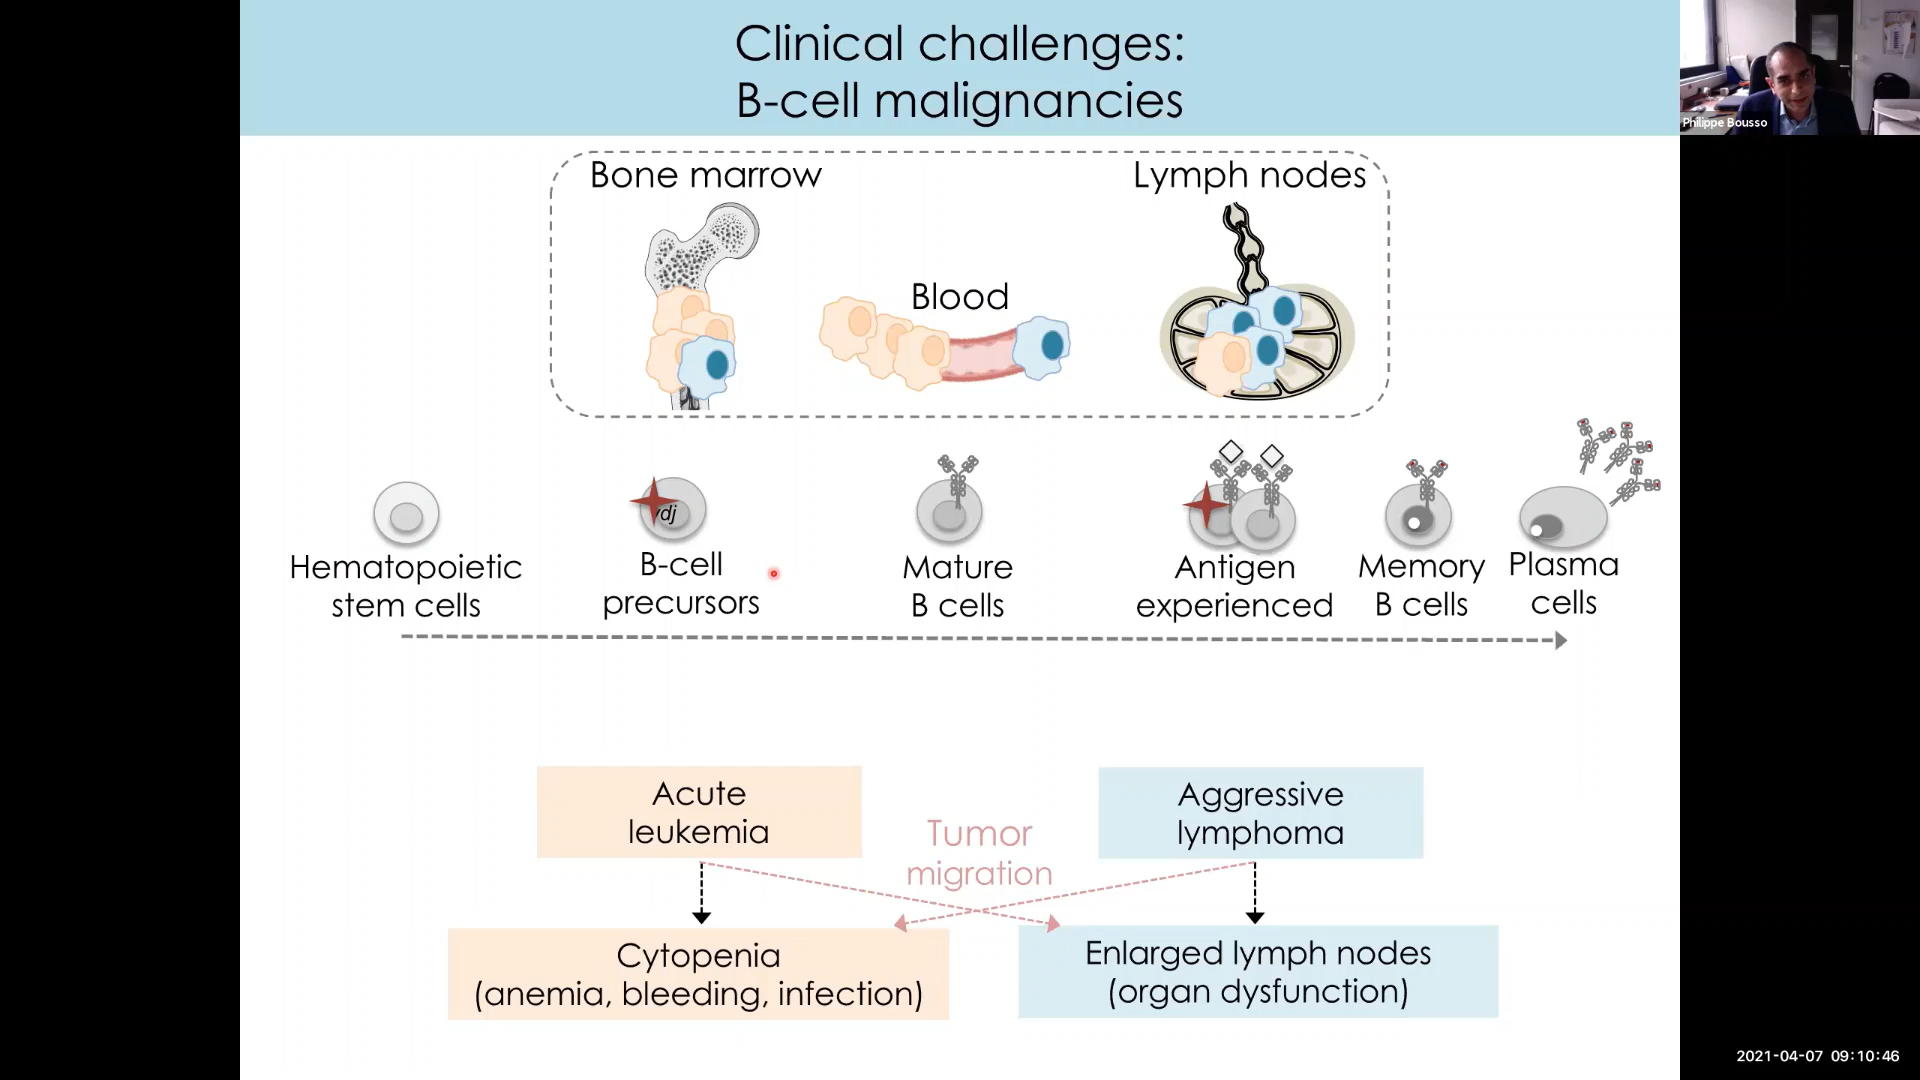 Clinical challenges:
B-cell malignancies
Philippe Bousso
Bone marrow
Lymph nodes
Blood
vdj
Hematopoietic
stem cells
B-cell
precursors
Mature
B cells
Antigen
experienced
Memory
B cells
Plasma
cells
Acute
leukemia
Tumor
migration
Aggressive
lymphoma
Cytopenia
(anemia, bleeding, infection)
Enlarged lymph nodes
(organ dysfunction)
2021-04-07 09:10:46